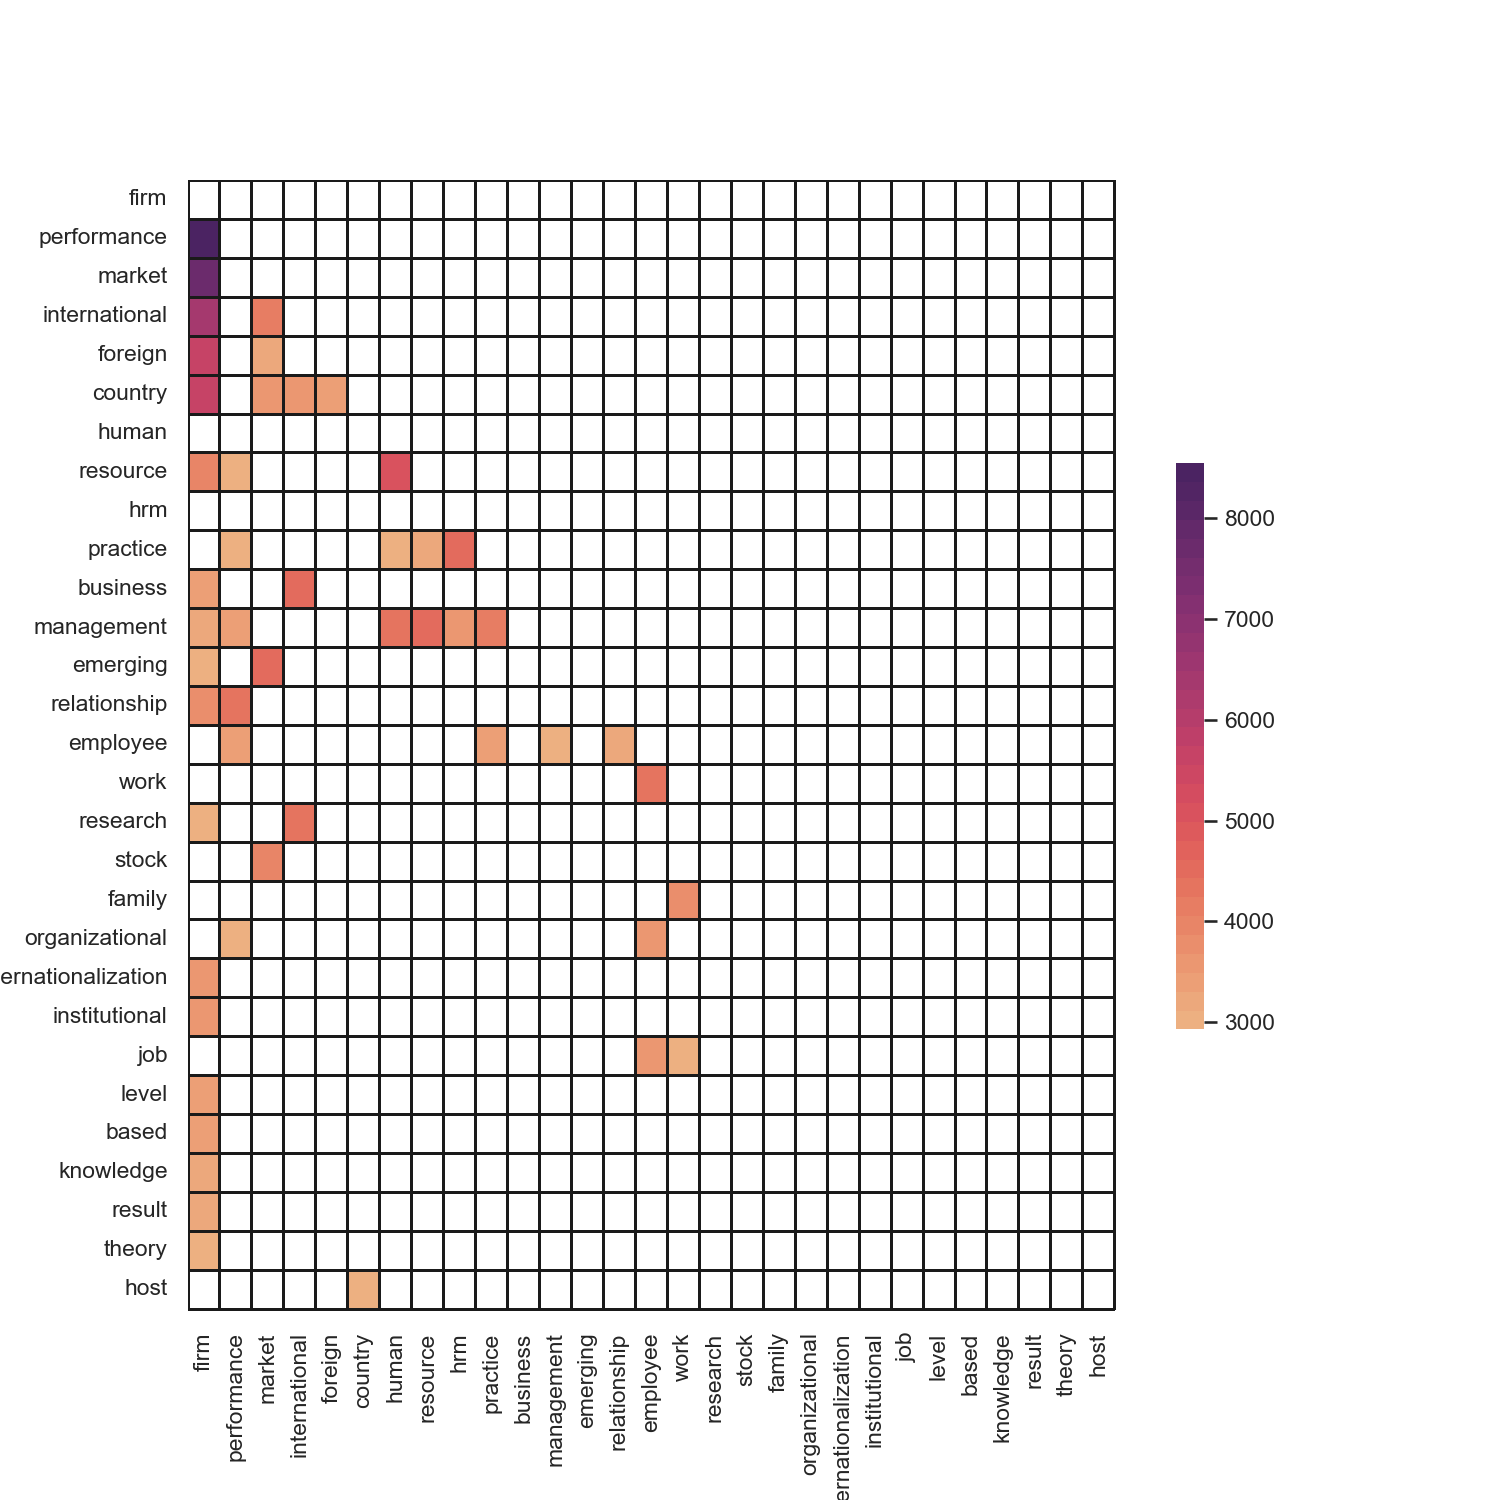 firm
performance
market
international
foreign
country
human
resource
hrm
practice
business
management
emerging
relationship
employee
work
research
stock
family
organizational
ernationalization
institutional
job
level
based
knowledge
result
theory
host
8000
7000
6000
5000
4000
3000
firm
performance
market
international
foreign
country
human
resource
hrm
practice
business
management
emerging
relationship
employee
work
research
stock
family
organizational
ernationalization
institutional
job
level
based
knowledge
result
theory
host